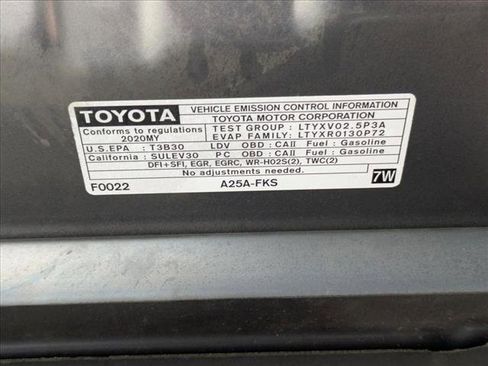 TOYOTA
VEHICLE EMISSION CONTROL INFORMATION
TOYOTA MOTOR CORPORATION
Conforms to regulations
2020MY
TEST GROUP : LTYXV02.5P3A
EVAP FAMILY: LTYXR0130P72
U.S.EPA : T3B30 LDV OBD : CAII Fuel : Gasoline
California : SULEV30 PC OBD : CAII Fuel : Gasoline
DFI+SFI, EGR, EGRC, WR-HO2S(2), TWC(2)
No adjustments needed.
F0022 A25A-FKS 7W